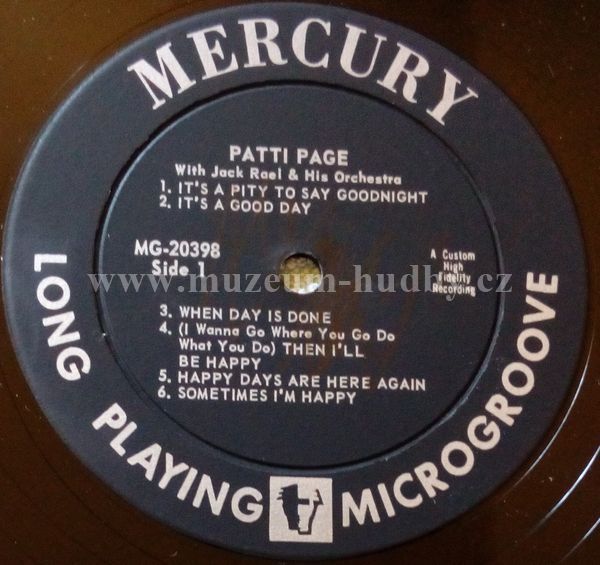 MERCURY
PATTI PAGE
With Jack Rael & His Orchestra
1. IT'S A PITY TO SAY GOODNIGHT
2. IT'S A GOOD DAY
MG-20398
Side 1
A Custom
High
Fidelity
Recording
www.muzeum-hudby.cz
3. WHEN DAY IS DONE
4. (I Wanna Go Where You Go Do
What You Do) THEN I'LL
BE HAPPY
5. HAPPY DAYS ARE HERE AGAIN
6. SOMETIMES I'M HAPPY
LONG PLAYING MICROGROOVE